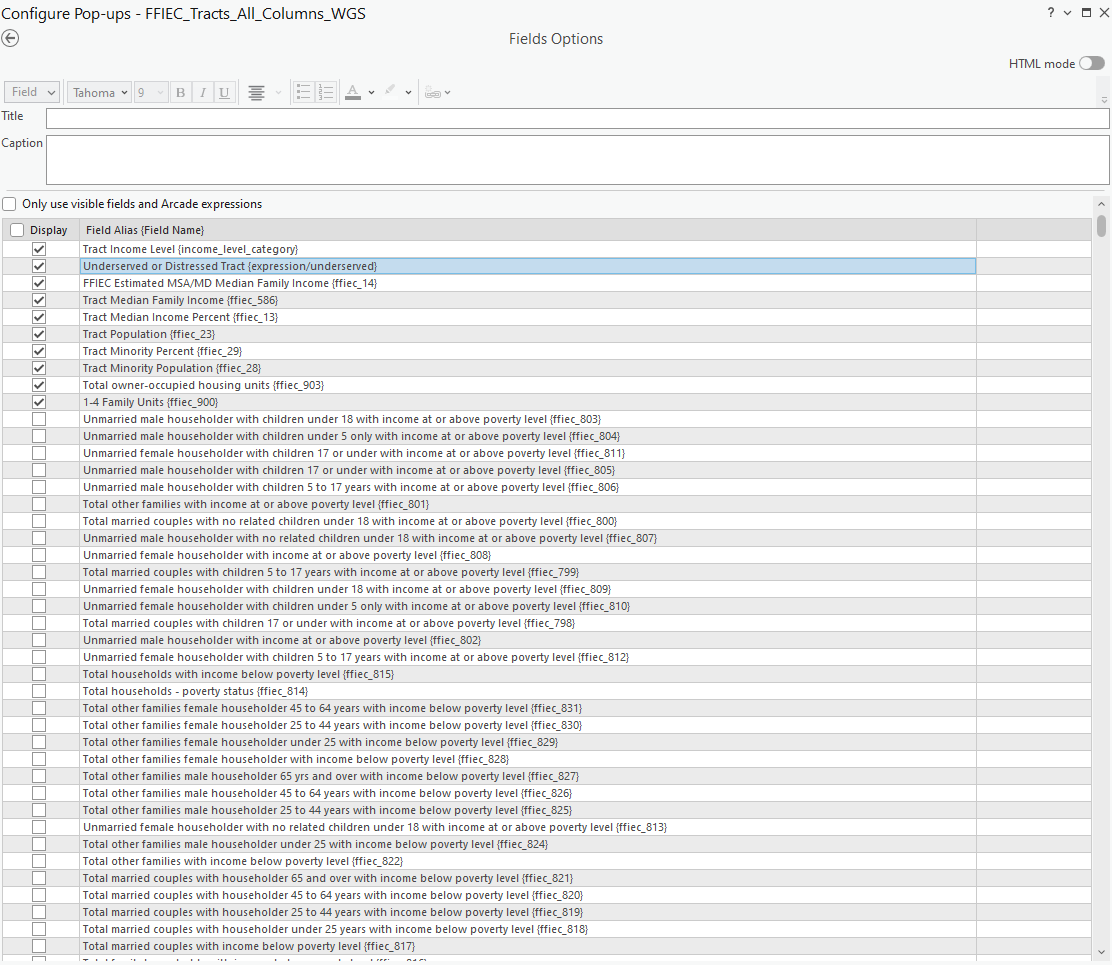 Configure Pop-ups - FFIEC_Tracts_All_Columns_WGS ?
Fields Options
HTML mode
Field Tahoma 9 B I U A
Title
Caption
Only use visible fields and Arcade expressions
Display Field Alias {Field Name}
Tract Income Level {income_level_category}
Underserved or Distressed Tract {expression/underserved}
FFIEC Estimated MSA/MD Median Family Income {ffiec_14}
Tract Median Family Income {ffiec_586}
Tract Median Income Percent {ffiec_13}
Tract Population {ffiec_23}
Tract Minority Percent {ffiec_29}
Tract Minority Population {ffiec_28}
Total owner-occupied housing units {ffiec_903}
1-4 Family Units {ffiec_900}
Unmarried male householder with children under 18 with income at or above poverty level {ffiec_803}
Unmarried male householder with children under 5 only with income at or above poverty level {ffiec_804}
Unmarried female householder with children 17 or under with income at or above poverty level {ffiec_811}
Unmarried male householder with children 17 or under with income at or above poverty level {ffiec_805}
Unmarried male householder with children 5 to 17 years with income at or above poverty level {ffiec_806}
Total other families with income at or above poverty level {ffiec_801}
Total married couples with no related children under 18 with income at or above poverty level {ffiec_800}
Unmarried male householder with no related children under 18 with income at or above poverty level {ffiec_807}
Unmarried female householder with income at or above poverty level {ffiec_808}
Total married couples with children 5 to 17 years with income at or above poverty level {ffiec_799}
Unmarried female householder with children under 18 with income at or above poverty level {ffiec_809}
Unmarried female householder with children under 5 only with income at or above poverty level {ffiec_810}
Total married couples with children 17 or under with income at or above poverty level {ffiec_798}
Unmarried male householder with income at or above poverty level {ffiec_802}
Unmarried female householder with children 5 to 17 years with income at or above poverty level {ffiec_812}
Total households with income below poverty level {ffiec_815}
Total households - poverty status {ffiec_814}
Total other families female householder 45 to 64 years with income below poverty level {ffiec_831}
Total other families female householder 25 to 44 years with income below poverty level {ffiec_830}
Total other families female householder under 25 with income below poverty level {ffiec_829}
Total other families female householder with income below poverty level {ffiec_828}
Total other families male householder 65 yrs and over with income below poverty level {ffiec_827}
Total other families male householder 45 to 64 years with income below poverty level {ffiec_826}
Total other families male householder 25 to 44 years with income below poverty level {ffiec_825}
Unmarried female householder with no related children under 18 with income at or above poverty level {ffiec_813}
Total other families male householder under 25 with income below poverty level {ffiec_824}
Total other families with income below poverty level {ffiec_822}
Total married couples with householder 65 and over with income below poverty level {ffiec_821}
Total married couples with householder 45 to 64 years with income below poverty level {ffiec_820}
Total married couples with householder 25 to 44 years with income below poverty level {ffiec_819}
Total married couples with householder under 25 years with income below poverty level {ffiec_818}
Total married couples with income below poverty level {ffiec_817}